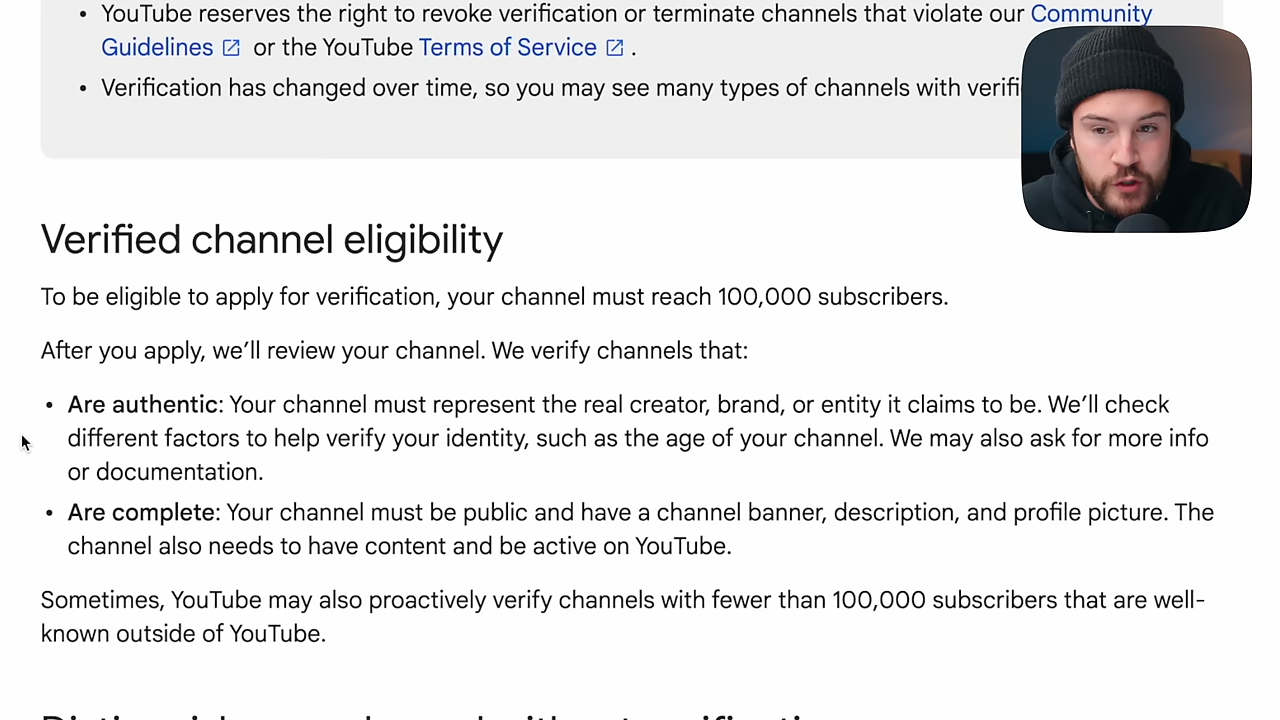 • YouTube reserves the right to revoke verification or terminate channels that violate our Community
Guidelines or the YouTube Terms of Service .
• Verification has changed over time, so you may see many types of channels with
Verified channel eligibility
To be eligible to apply for verification, your channel must reach 100,000 subscribers.
After you apply, we’ll review your channel. We verify channels that:
• Are authentic: Your channel must represent the real creator, brand, or entity it claims to be. We’ll check
different factors to help verify your identity, such as the age of your channel. We may also ask for more info
or documentation.
• Are complete: Your channel must be public and have a channel banner, description, and profile picture. The
channel also needs to have content and be active on YouTube.
Sometimes, YouTube may also proactively verify channels with fewer than 100,000 subscribers that are well-
known outside of YouTube.